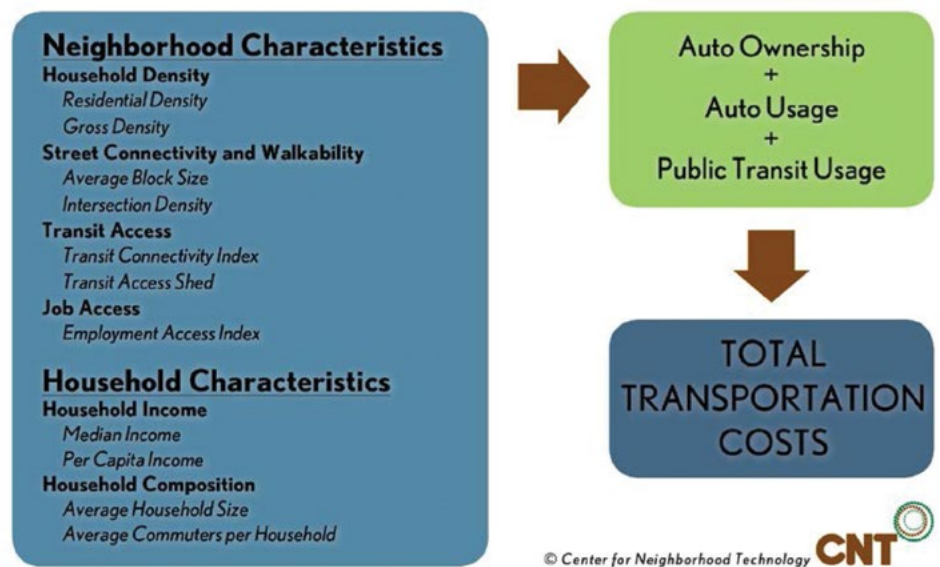 Neighborhood Characteristics
Household Density
Residential Density
Gross Density
Street Connectivity and Walkability
Average Block Size
Intersection Density
Transit Access
Transit Connectivity Index
Transit Access Shed
Job Access
Employment Access Index
Household Characteristics
Household Income
Median Income
Per Capita Income
Household Composition
Average Household Size
Average Commuters per Household
Auto Ownership
+
Auto Usage
+
Public Transit Usage
TOTAL
TRANSPORTATION
COSTS
© Center for Neighborhood Technology CNT